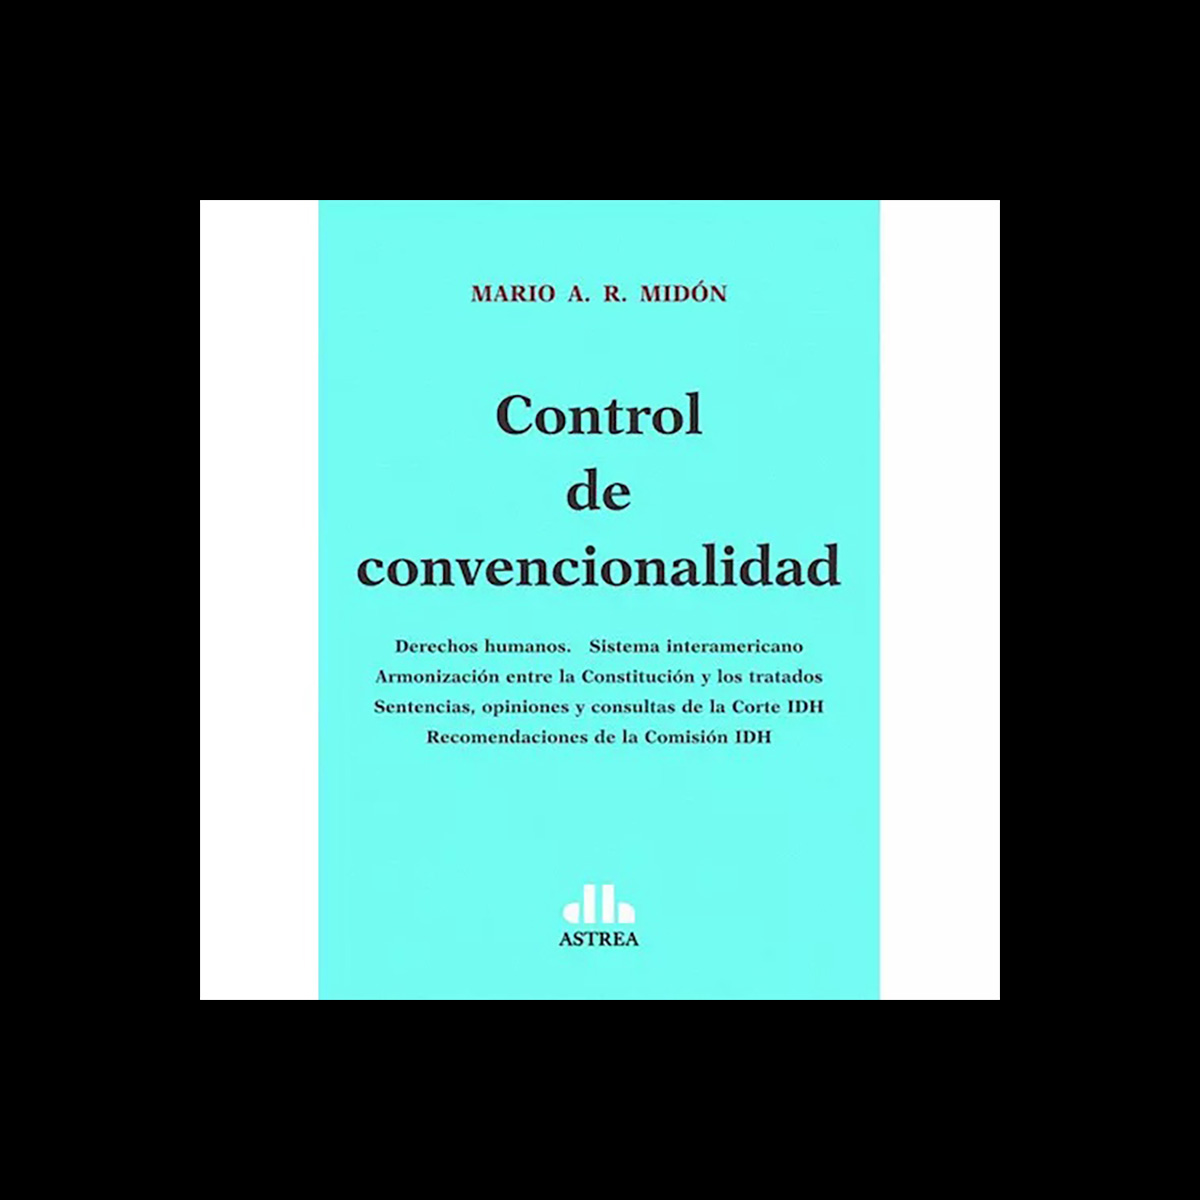 MARIO A. R. MIDÓN
Control
de
convencionalidad
Derechos humanos. Sistema interamericano
Armonización entre la Constitución y los tratados
Sentencias, opiniones y consultas de la Corte IDH
Recomendaciones de la Comisión IDH
ASTREA